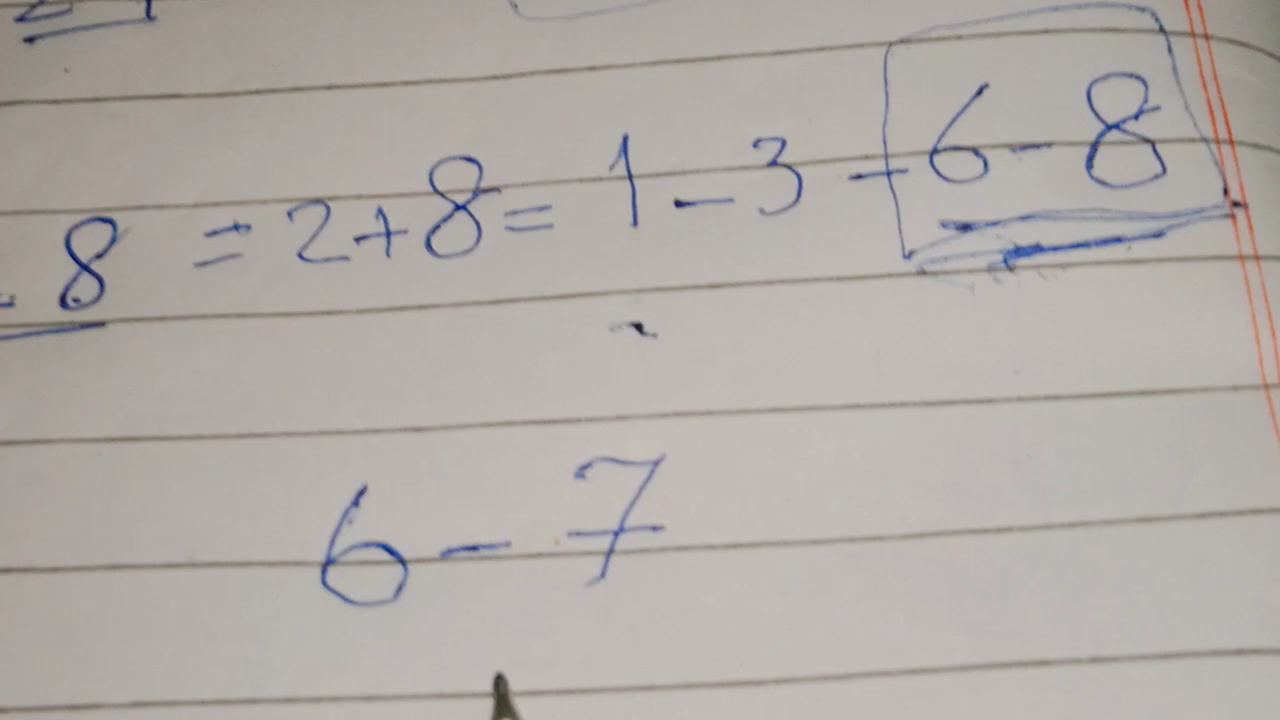 - 8 = 2+8 = 1 - 3 - 6 - 8
6 - 7